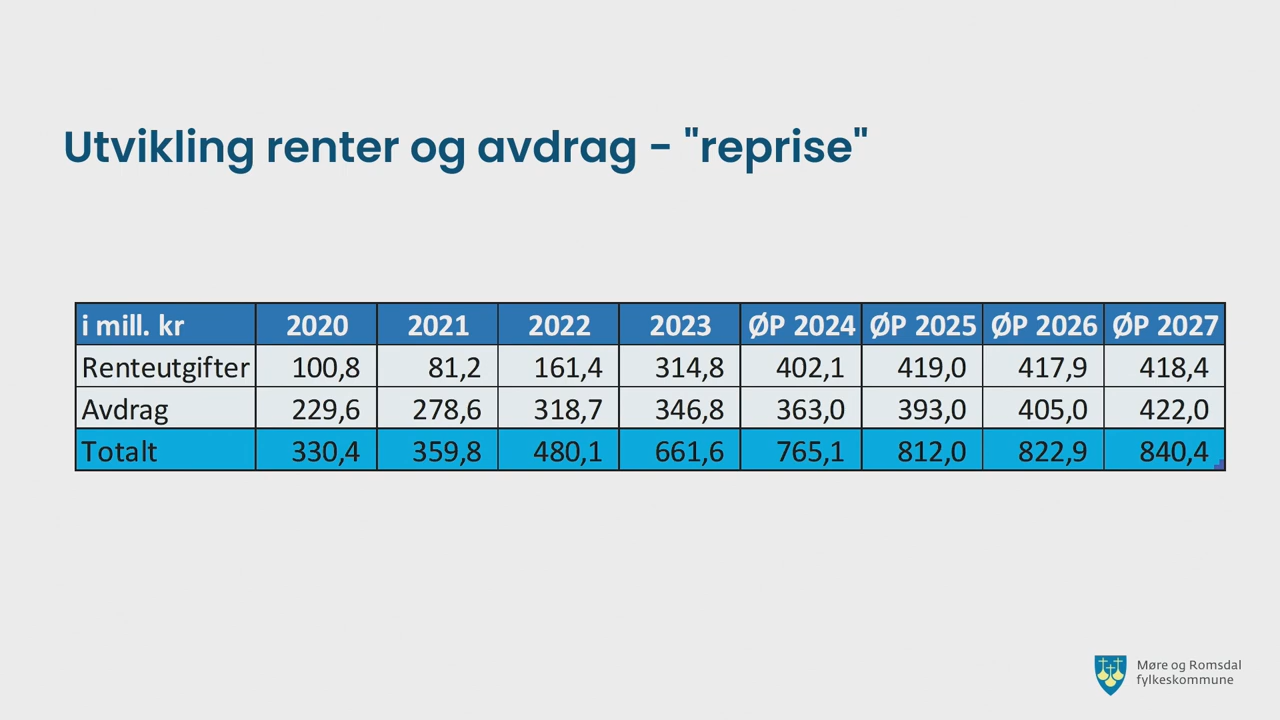 Utvikling renter og avdrag - "reprise"
i mill. kr 2020 2021 2022 2023 ØP 2024 ØP 2025 ØP 2026 ØP 2027
Renteutgifter 100,8 81,2 161,4 314,8 402,1 419,0 417,9 418,4
Avdrag 229,6 278,6 318,7 346,8 363,0 393,0 405,0 422,0
Totalt 330,4 359,8 480,1 661,6 765,1 812,0 822,9 840,4
Møre og Romsdal
fylkeskommune